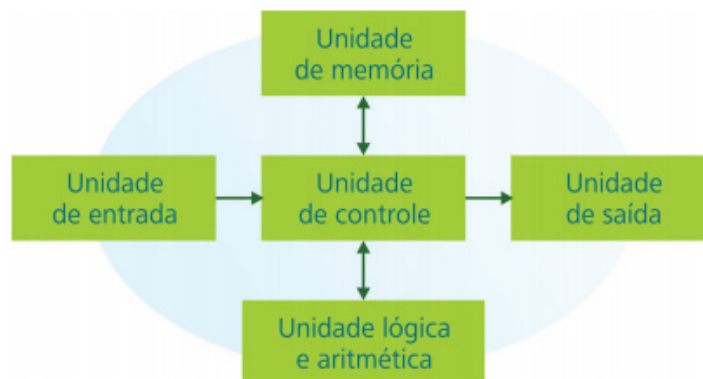 Unidade
de memória
Unidade
de entrada
Unidade
de controle
Unidade
de saída
Unidade lógica
e aritmética